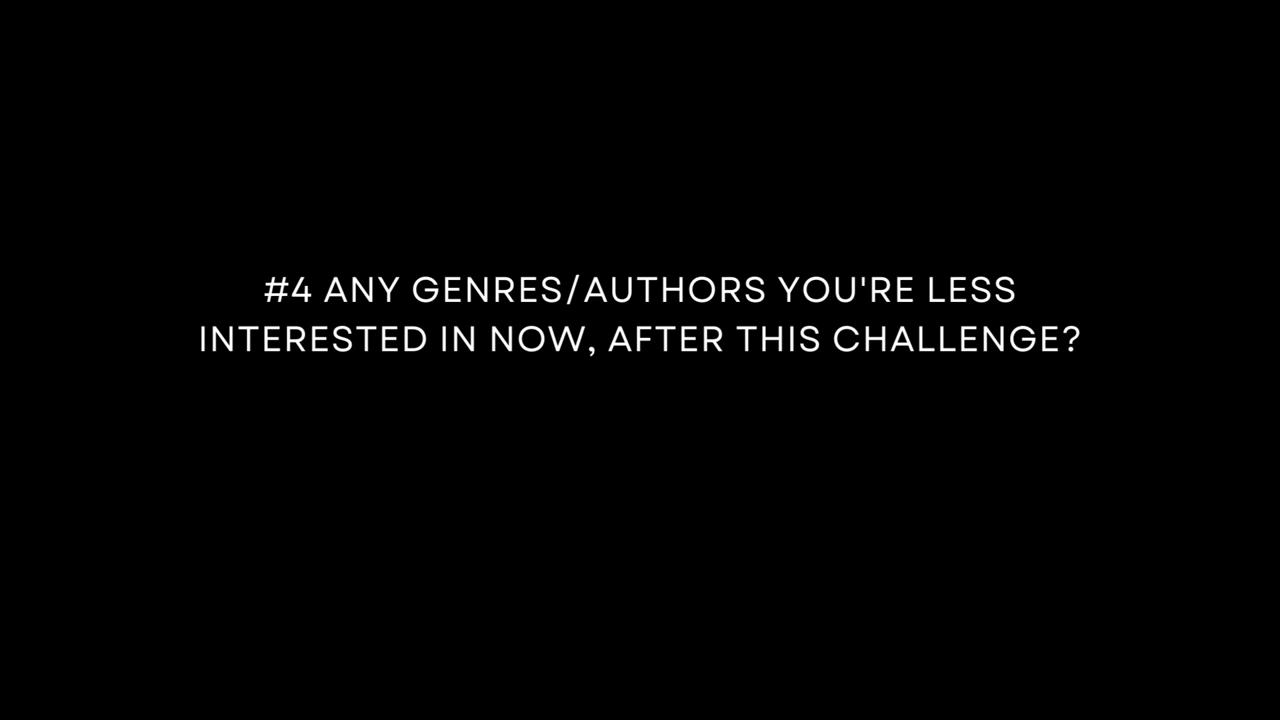 #4 ANY GENRES/AUTHORS YOU'RE LESS
INTERESTED IN NOW, AFTER THIS CHALLENGE?